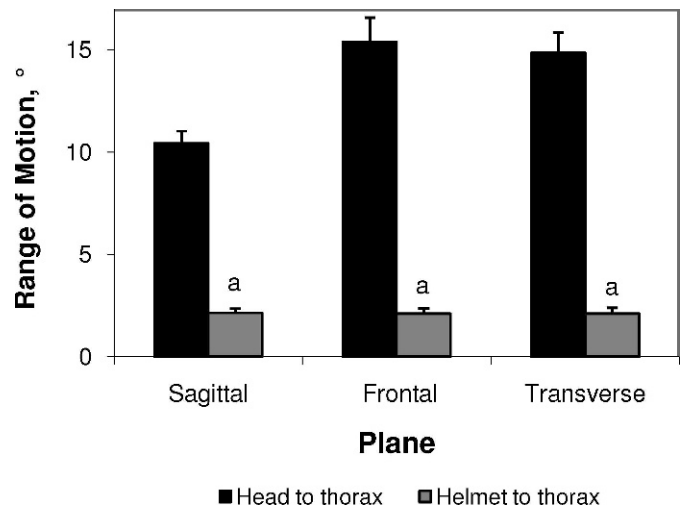 Range of Motion, °
15
10
5
0
a
a
a
Sagittal
Frontal
Transverse
Plane
Head to thorax
Helmet to thorax